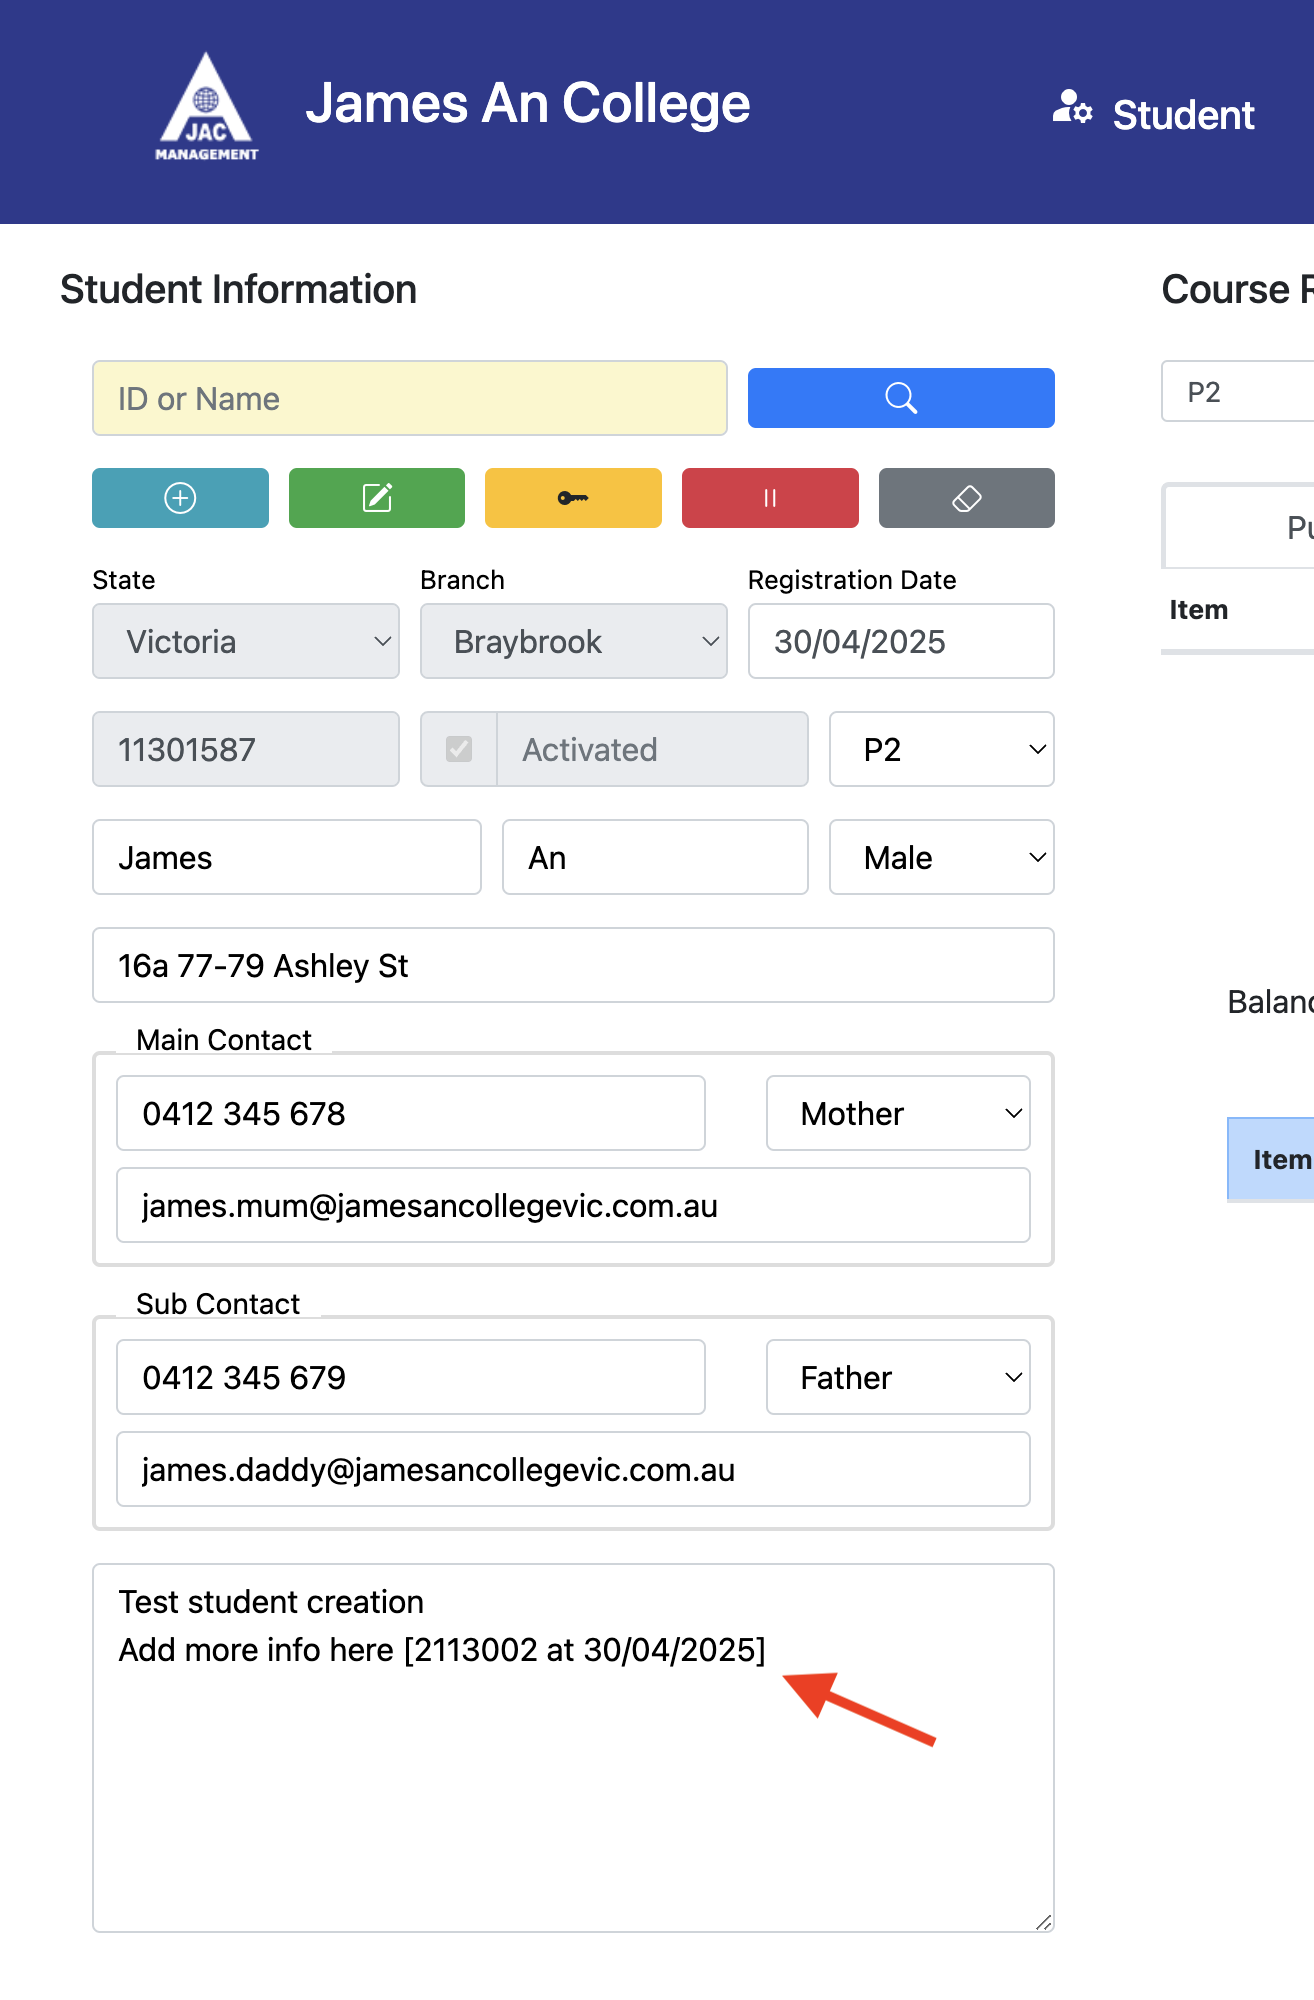 JAC
MANAGEMENT
James An College
Student
Student Information
Course
ID or Name
P2
State
Branch
Registration Date
Item
Victoria
Braybrook
30/04/2025
11301587
Activated
P2
James
An
Male
16a 77-79 Ashley St
Balanc
Main Contact
0412 345 678
Mother
Item
james.mum@jamesancollegevic.com.au
Sub Contact
0412 345 679
Father
james.daddy@jamesancollegevic.com.au
Test student creation
Add more info here [2113002 at 30/04/2025]